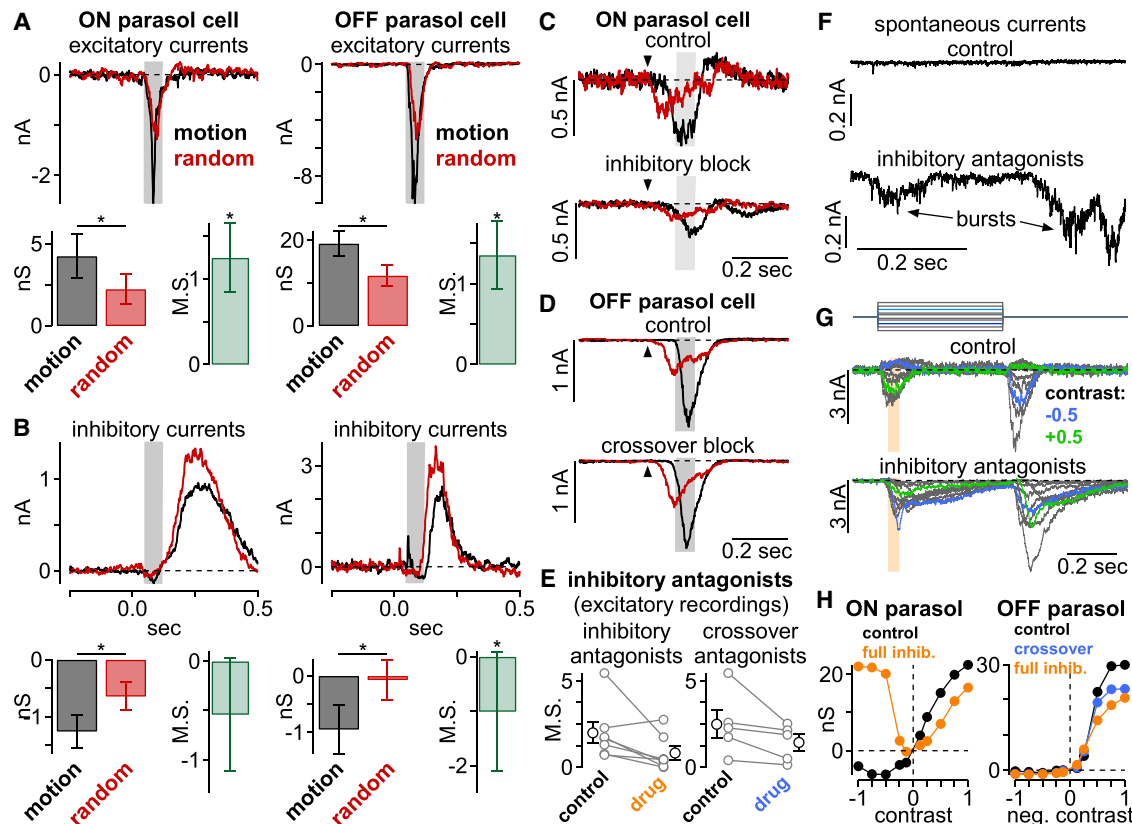 A
ON parasol cell
excitatory currents
0
-1
-2
nA
motion
random
OFF parasol cell
excitatory currents
0
-4
-8
nA
motion
random
*
5
0
nS
motion
random
*
1
0
M.S.
*
20
10
0
nS
motion
random
*
1
0
M.S.
B
inhibitory currents
1
0
nA
0.0
0.5
sec
inhibitory currents
3
0
nA
0.0
0.5
sec
*
0
1
nS
motion
random
0
-1
M.S.
*
0
-1
nS
motion
random
*
0
-2
M.S.
C
ON parasol cell
control
0.5 nA
inhibitory block
0.5 nA
0.2 sec
D
OFF parasol cell
control
1 nA
crossover block
1 nA
0.2 sec
E
inhibitory antagonists
(excitatory recordings)
inhibitory
antagonists
5
0
M.S.
control
drug
crossover
antagonists
5
0
control
drug
F
spontaneous currents
control
0.2 nA
inhibitory antagonists
0.2 nA
bursts
0.2 sec
G
control
3 nA
contrast:
-0.5
+0.5
inhibitory antagonists
3 nA
0.2 sec
H
ON parasol
control
full inhib.
20
0
nS
-1
0
1
contrast
OFF parasol
control
crossover
full inhib.
30
0
-1
0
1
neg. contrast